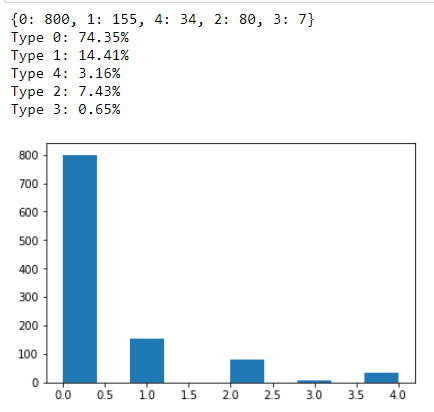 {0: 800, 1: 155, 4: 34, 2: 80, 3: 7}
Type 0: 74.35%
Type 1: 14.41%
Type 4: 3.16%
Type 2: 7.43%
Type 3: 0.65%
800
700
600
500
400
300
200
100
0
0.0 0.5 1.0 1.5 2.0 2.5 3.0 3.5 4.0